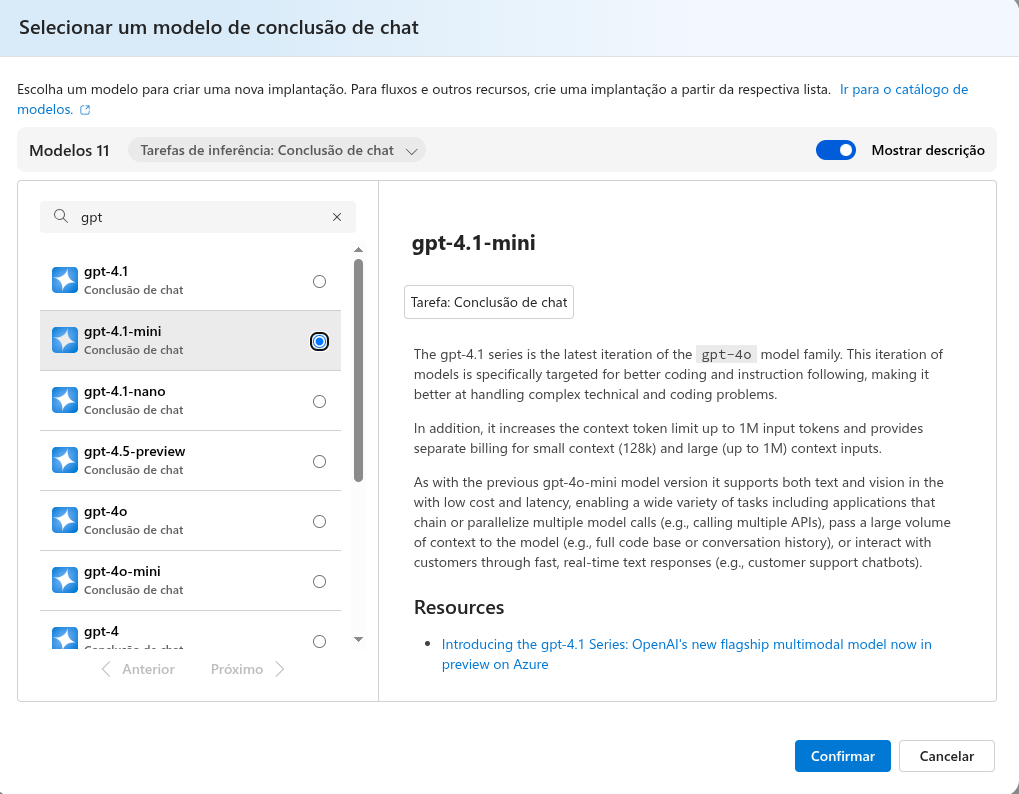 Selecionar um modelo de conclusão de chat
Escolha um modelo para criar uma nova implantação. Para fluxos e outros recursos, crie uma implantação a partir da respectiva lista. Ir para o catálogo de
modelos.
Modelos 11
Tarefas de inferência: Conclusão de chat
Mostrar descrição
gpt
gpt-4.1
Conclusão de chat
gpt-4.1-mini
Conclusão de chat
gpt-4.1-nano
Conclusão de chat
gpt-4.5-preview
Conclusão de chat
gpt-4o
Conclusão de chat
gpt-4o-mini
Conclusão de chat
gpt-4
Conclusão de chat
Anterior
Próximo
gpt-4.1-mini
Tarefa: Conclusão de chat
The gpt-4.1 series is the latest iteration of the gpt-4o model family. This iteration of
models is specifically targeted for better coding and instruction following, making it
better at handling complex technical and coding problems.
In addition, it increases the context token limit up to 1M input tokens and provides
separate billing for small context (128k) and large (up to 1M) context inputs.
As with the previous gpt-4o-mini model version it supports both text and vision in the
with low cost and latency, enabling a wide variety of tasks including applications that
chain or parallelize multiple model calls (e.g., calling multiple APIs), pass a large volume
of context to the model (e.g., full code base or conversation history), or interact with
customers through fast, real-time text responses (e.g., customer support chatbots).
Resources
• Introducing the gpt-4.1 Series: OpenAI's new flagship multimodal model now in
preview on Azure
Confirmar
Cancelar